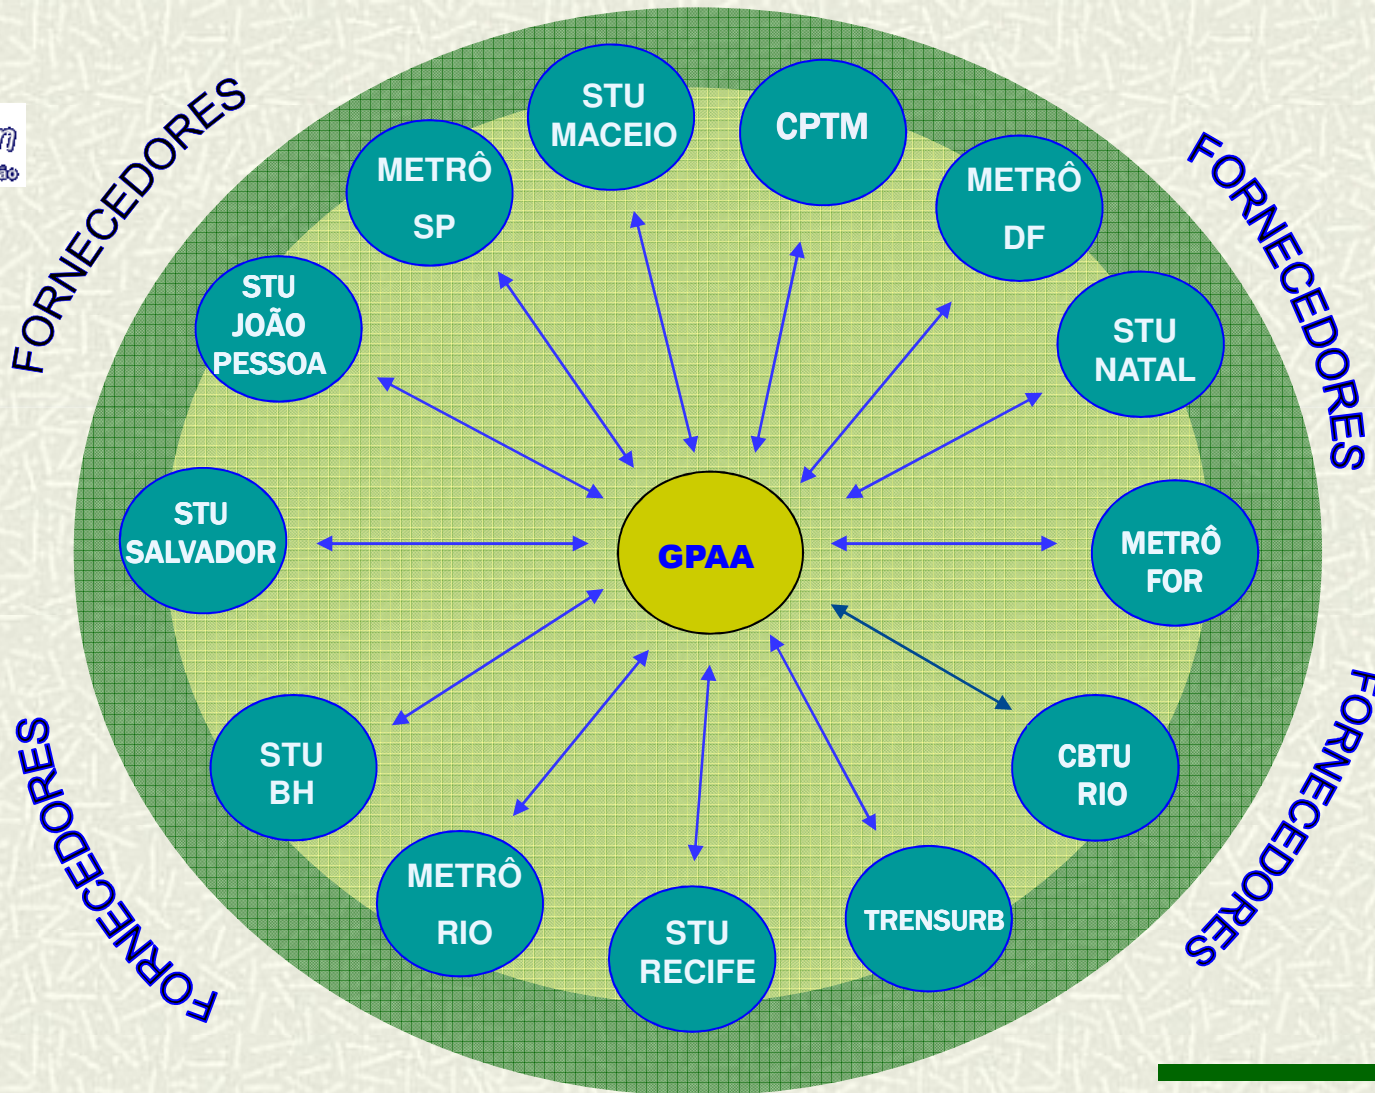 FORNECEDORES
STU
MACEIO
CPTM
METRÔ
SP
METRÔ
DF
FORNECEDORES
STU
JOÃO
PESSOA
STU
NATAL
STU
SALVADOR
GPAA
METRÔ
FOR
STU
BH
CBTU
RIO
FORNECEDORES
FORNECEDORES
METRÔ
RIO
STU
RECIFE
TRENSURB